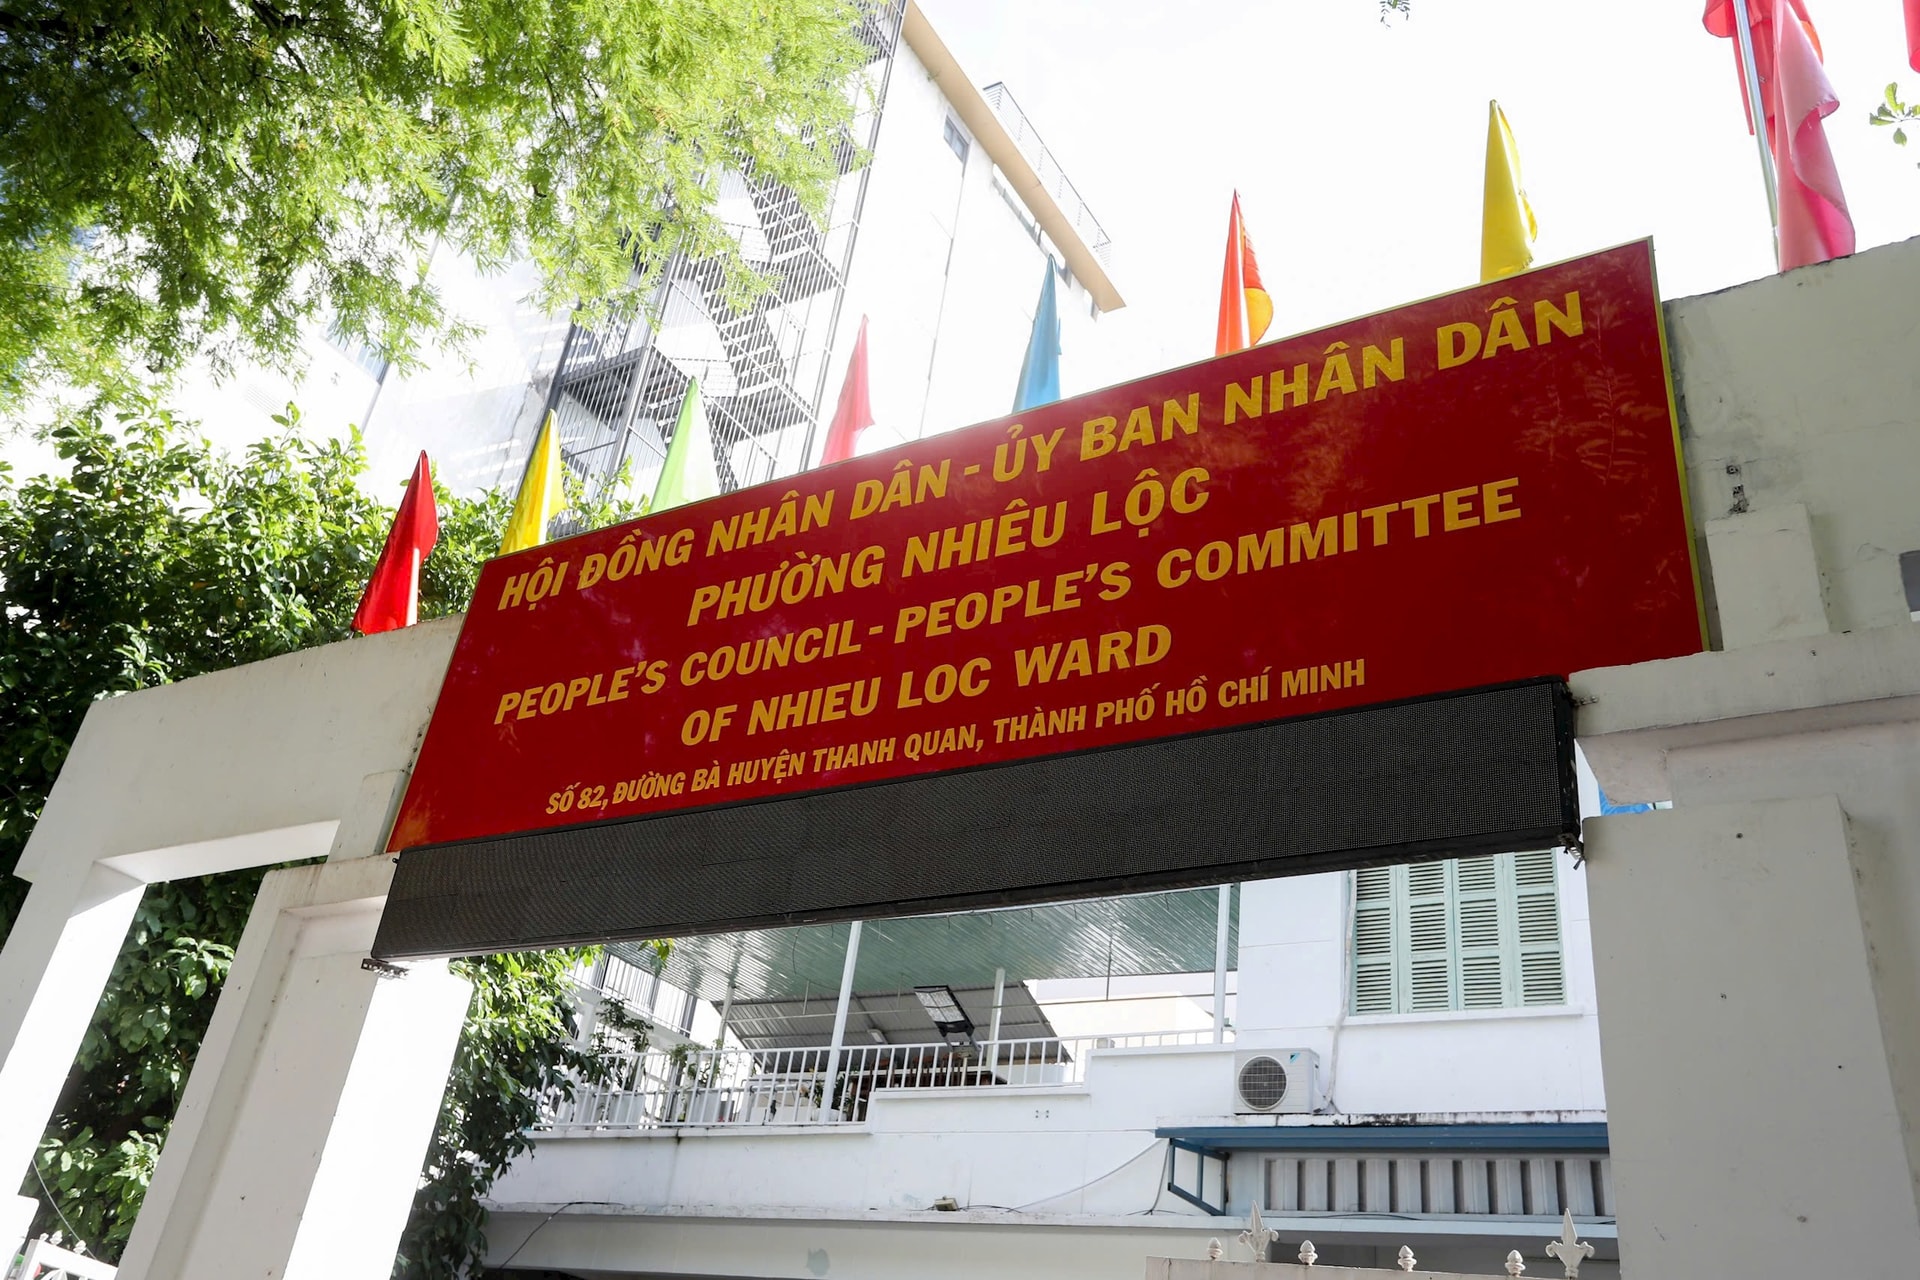 HỘI ĐỒNG NHÂN DÂN - ỦY BAN NHÂN DÂN
PHƯỜNG NHIÊU LỘC
PEOPLE'S COUNCIL - PEOPLE'S COMMITTEE
OF NHIEU LOC WARD
SỐ 82, ĐƯỜNG BÀ HUYỆN THANH QUAN, THÀNH PHỐ HỒ CHÍ MINH